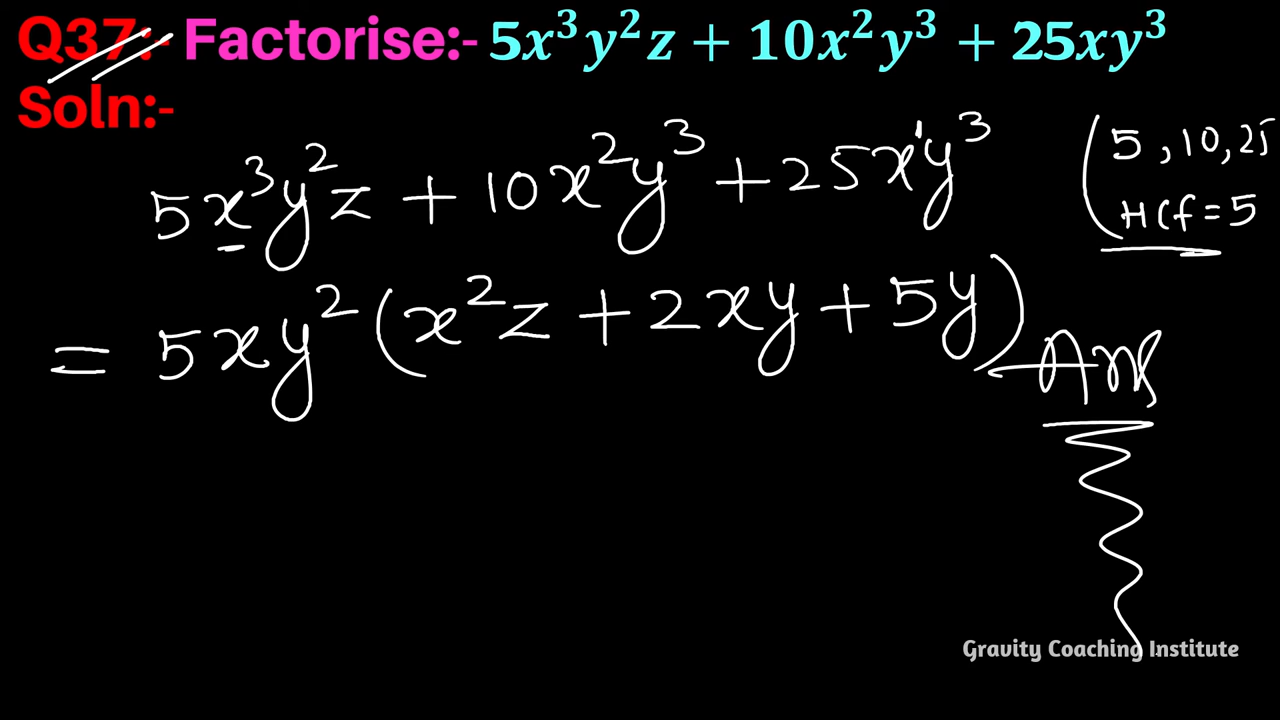 Q37:- Factorise:- 5x³y²z + 10x²y³ + 25xy³
Soln:-
5x³y²z + 10x²y³ + 25x¹y³
(5, 10, 25
HCf = 5
= 5xy² (x²z + 2xy + 5y) Ans
Gravity Coaching Institute